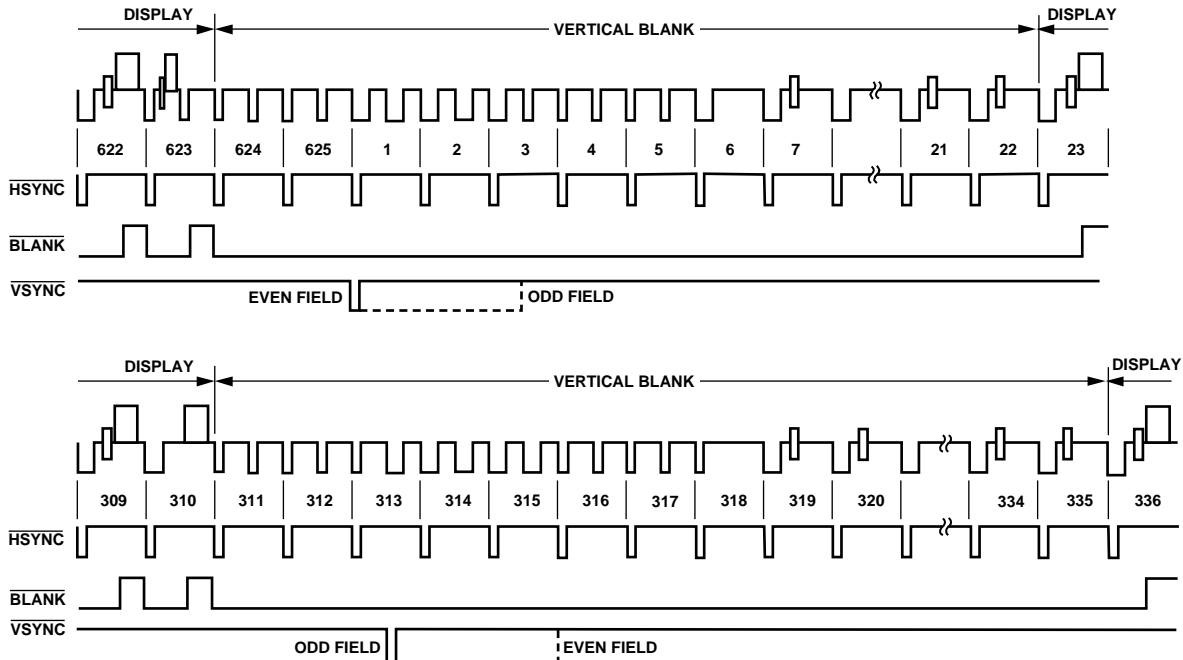 DISPLAY VERTICAL BLANK DISPLAY
622 623 624 625 1 2 3 4 5 6 7 21 22 23
HSYNC
BLANK
VSYNC
EVEN FIELD ODD FIELD
DISPLAY VERTICAL BLANK DISPLAY
309 310 311 312 313 314 315 316 317 318 319 320 334 335 336
HSYNC
BLANK
VSYNC
ODD FIELD EVEN FIELD